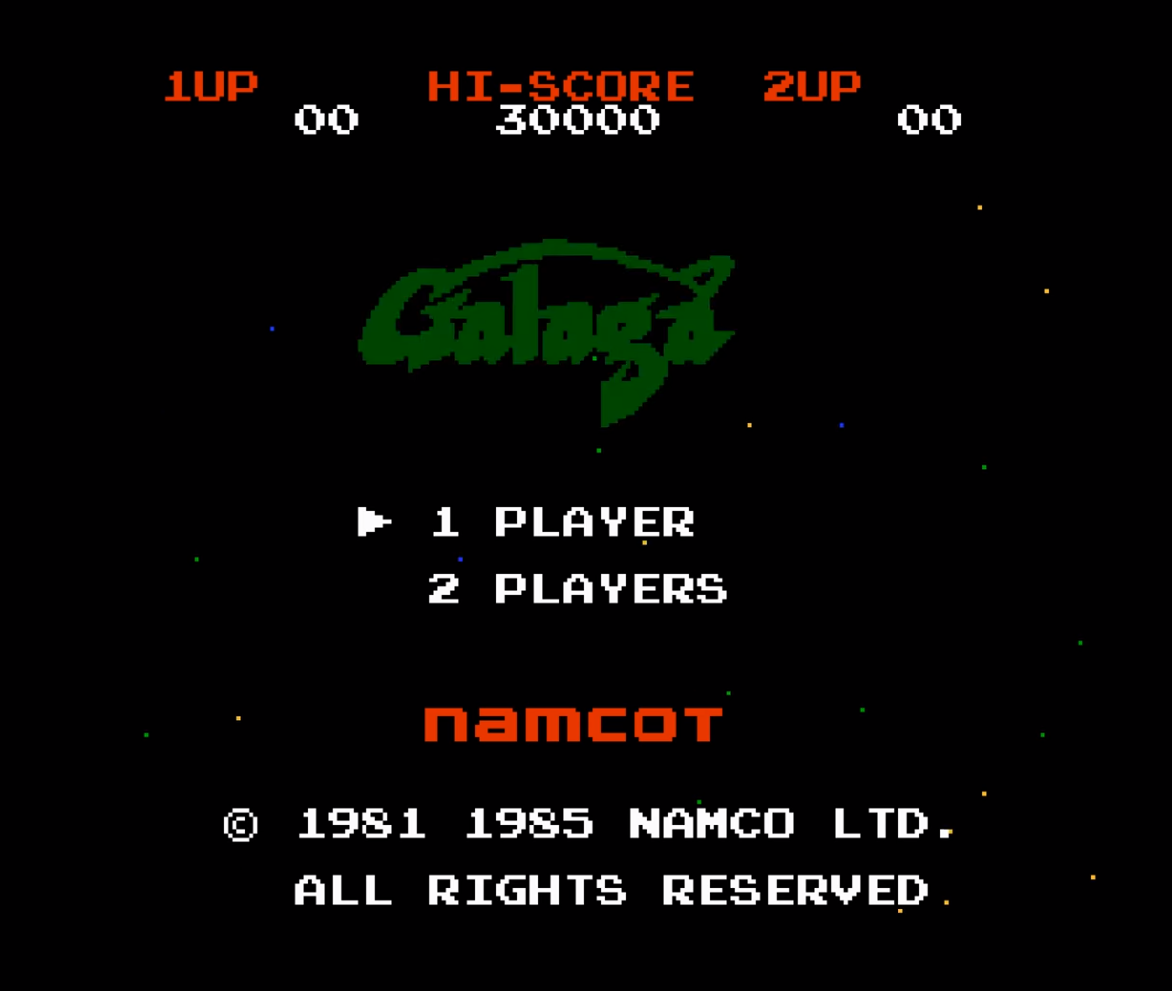 1UP HI-SCORE 2UP
00 30000 00
Galaga
1 PLAYER
2 PLAYERS
namcoT
© 1981 1985 NAMCO LTD.
ALL RIGHTS RESERVED